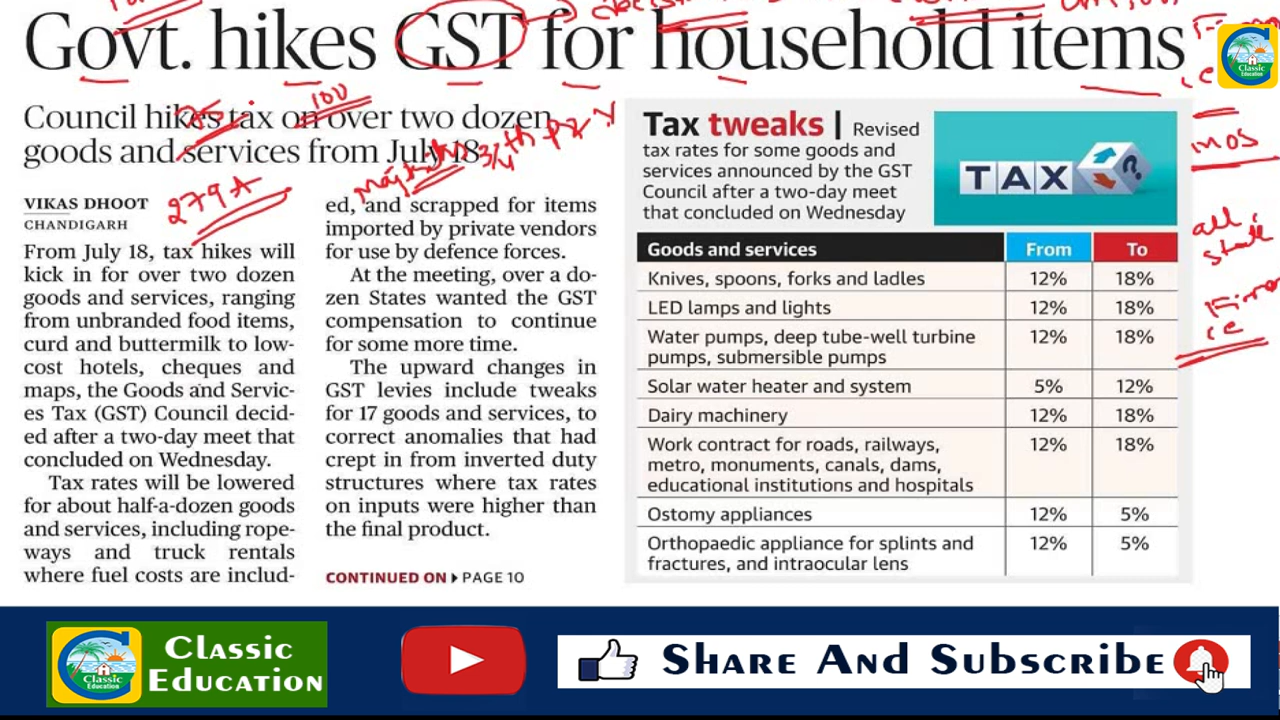 Govt. hikes GST for household items
Classic
Education
Council hikes tax on over two dozen
goods and services from July 18
100
75
279A
Majority 3/4th
mos
all
state
VIKAS DHOOT
CHANDIGARH
From July 18, tax hikes will
kick in for over two dozen
goods and services, ranging
from unbranded food items,
curd and buttermilk to low-
cost hotels, cheques and
maps, the Goods and Servic-
es Tax (GST) Council decid-
ed after a two-day meet that
concluded on Wednesday.
Tax rates will be lowered
for about half-a-dozen goods
and services, including rope-
ways and truck rentals
where fuel costs are includ-
ed, and scrapped for items
imported by private vendors
for use by defence forces.
At the meeting, over a do-
zen States wanted the GST
compensation to continue
for some more time.
The upward changes in
GST levies include tweaks
for 17 goods and services, to
correct anomalies that had
crept in from inverted duty
structures where tax rates
on inputs were higher than
the final product.
CONTINUED ON PAGE 10
Tax tweaks | Revised
tax rates for some goods and
services announced by the GST
Council after a two-day meet
that concluded on Wednesday
TAX ?
Goods and services From To
Knives, spoons, forks and ladles 12% 18%
LED lamps and lights 12% 18%
Water pumps, deep tube-well turbine
pumps, submersible pumps 12% 18%
Solar water heater and system 5% 12%
Dairy machinery 12% 18%
Work contract for roads, railways,
metro, monuments, canals, dams,
educational institutions and hospitals 12% 18%
Ostomy appliances 12% 5%
Orthopaedic appliance for splints and
fractures, and intraocular lens 12% 5%
Classic
Education
CLASSIC
EDUCATION
SHARE AND SUBSCRIBE